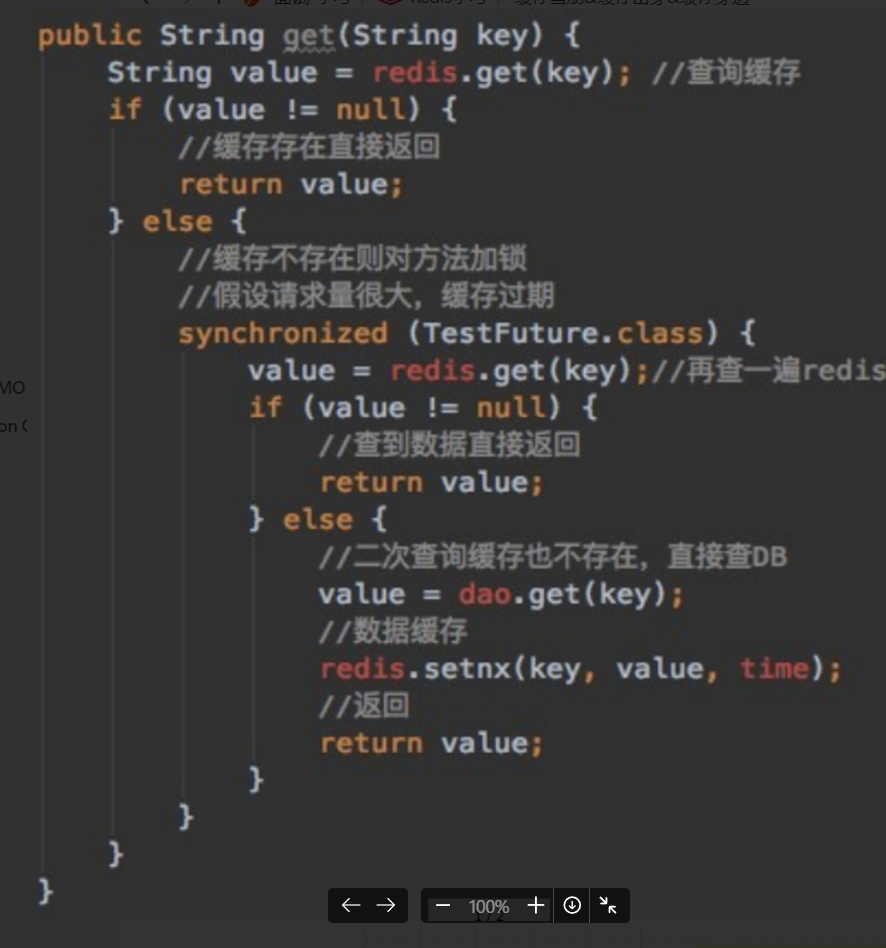 public String get(String key) {
String value = redis.get(key); //查询缓存
if (value != null) {
//缓存存在直接返回
return value;
} else {
//缓存不存在则对方法加锁
//假设请求量很大，缓存过期
synchronized (TestFuture.class) {
value = redis.get(key);//再查一遍redis
if (value != null) {
//查到数据直接返回
return value;
} else {
//二次查询缓存也不存在，直接查DB
value = dao.get(key);
//数据缓存
redis.setnx(key, value, time);
//返回
return value;
}
}
}
}
MO
on
100%